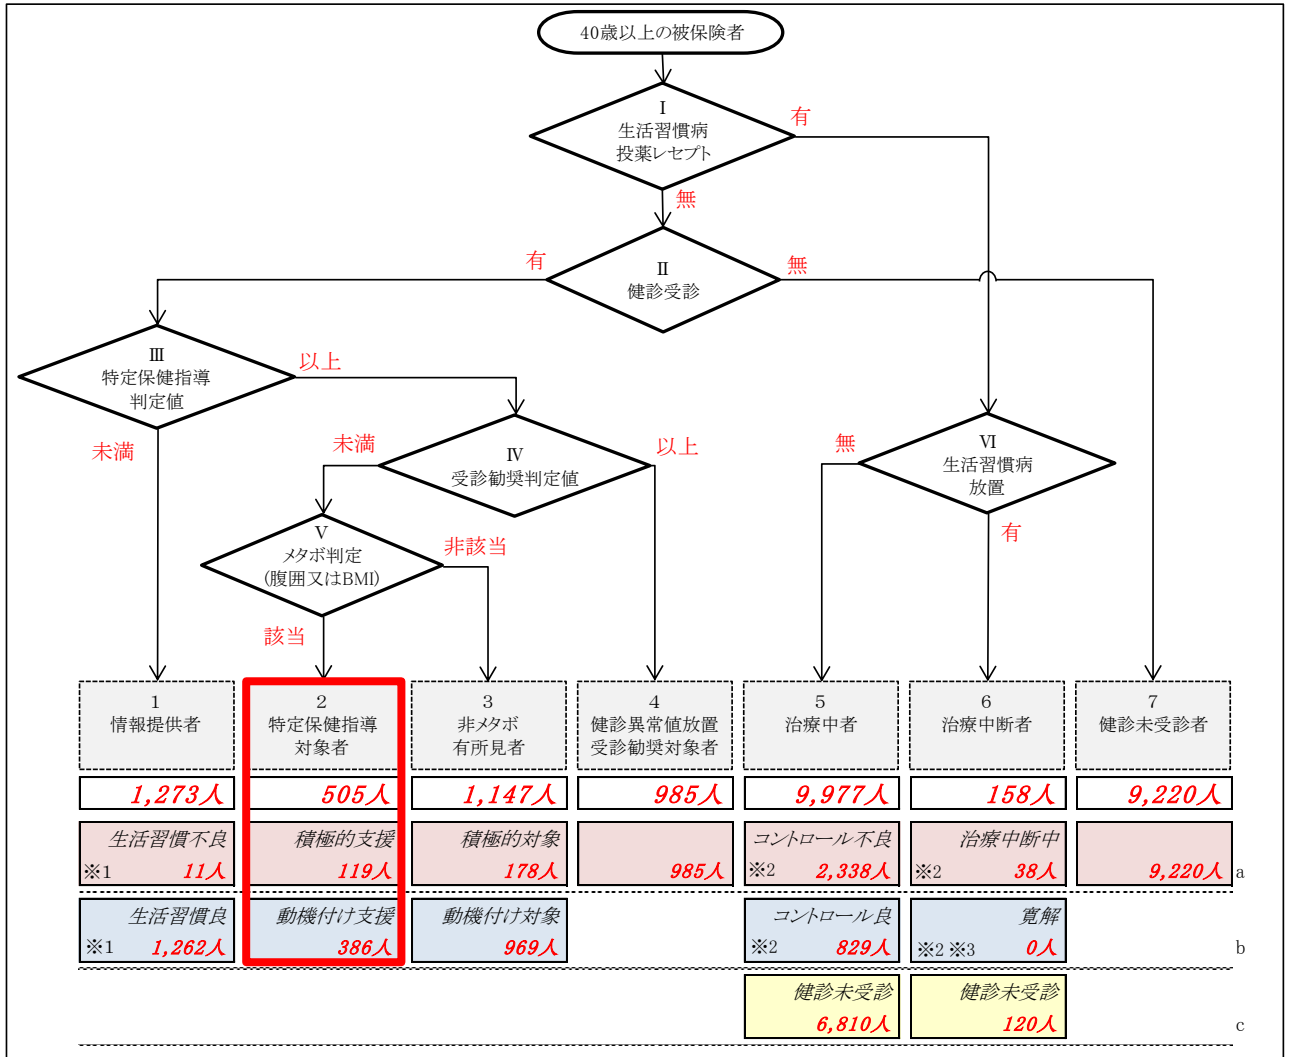 40歳以上の被保険者
Ⅰ
生活習慣病
投薬レセプト
有
無
Ⅱ
健診受診
有
無
Ⅲ
特定保健指導
判定値
以上
未満
Ⅳ
受診勧奨判定値
未満
以上
Ⅵ
生活習慣病
放置
無
有
Ⅴ
メタボ判定
(腹囲又はBMI)
非該当
該当
1
情報提供者
2
特定保健指導
対象者
3
非メタボ
有所見者
4
健診異常値放置
受診勧奨対象者
5
治療中者
6
治療中断者
7
健診未受診者
1,273人
505人
1,147人
985人
9,977人
158人
9,220人
生活習慣不良
※1 11人
積極的支援
119人
積極的対象
178人
985人
コントロール不良
※2 2,338人
治療中断中
※2 38人
9,220人
a
生活習慣良
※1 1,262人
動機付け支援
386人
動機付け対象
969人
コントロール良
※2 829人
寛解
※2 ※3 0人
b
健診未受診
6,810人
健診未受診
120人
c